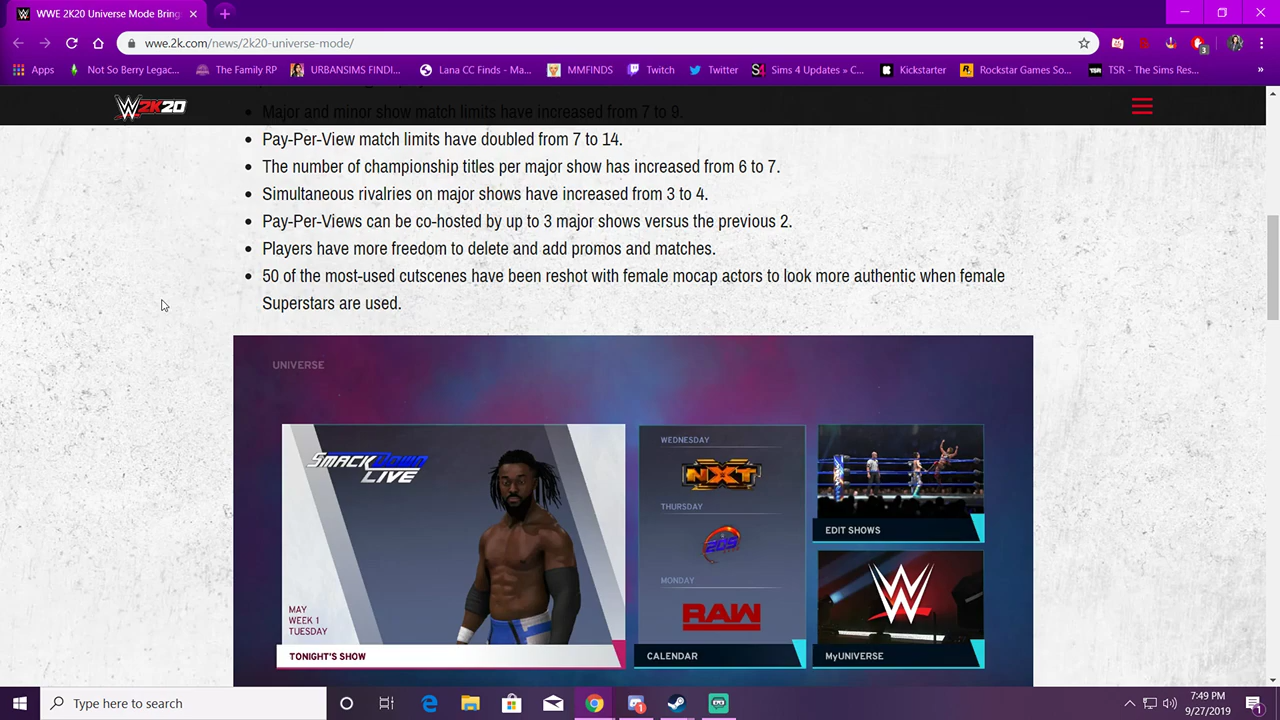 WWE 2K20 Universe Mode Bring
wwe.2k.com/news/2k20-universe-mode/
3
Apps
Not So Berry Legac...
The Family RP
URBANSIMS FINDI...
Lana CC Finds - Ma...
MMFINDS
Twitch
Twitter
Sims 4 Updates » C...
Kickstarter
Rockstar Games So...
TSR - The Sims Res...
»
W2K20
Major and minor show match limits have increased from 7 to 9.
• Pay-Per-View match limits have doubled from 7 to 14.
• The number of championship titles per major show has increased from 6 to 7.
• Simultaneous rivalries on major shows have increased from 3 to 4.
• Pay-Per-Views can be co-hosted by up to 3 major shows versus the previous 2.
• Players have more freedom to delete and add promos and matches.
• 50 of the most-used cutscenes have been reshot with female mocap actors to look more authentic when female
Superstars are used.
UNIVERSE
SMACKDOWN
LIVE
MAY
WEEK 1
TUESDAY
TONIGHT'S SHOW
WEDNESDAY
NXT
THURSDAY
205
MONDAY
RAW
CALENDAR
EDIT SHOWS
MyUNIVERSE
Type here to search
7:49 PM
9/27/2019
1